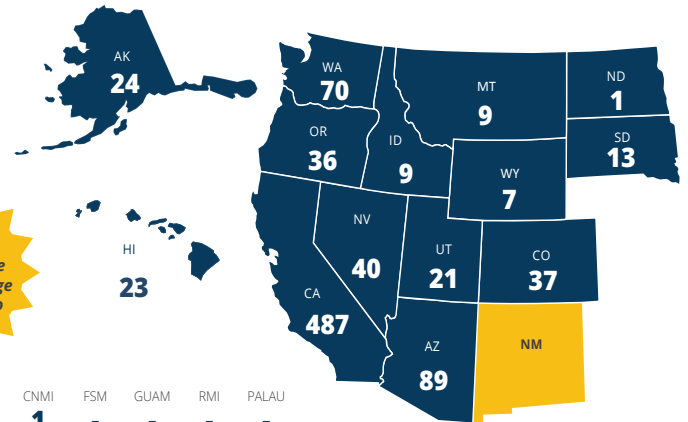 AK
24
WA
70
MT
9
ND
1
OR
36
ID
9
SD
13
WY
7
HI
23
NV
40
UT
21
CO
37
CA
487
AZ
89
NM
CNMI FSM GUAM RMI PALAU
1 - - - -